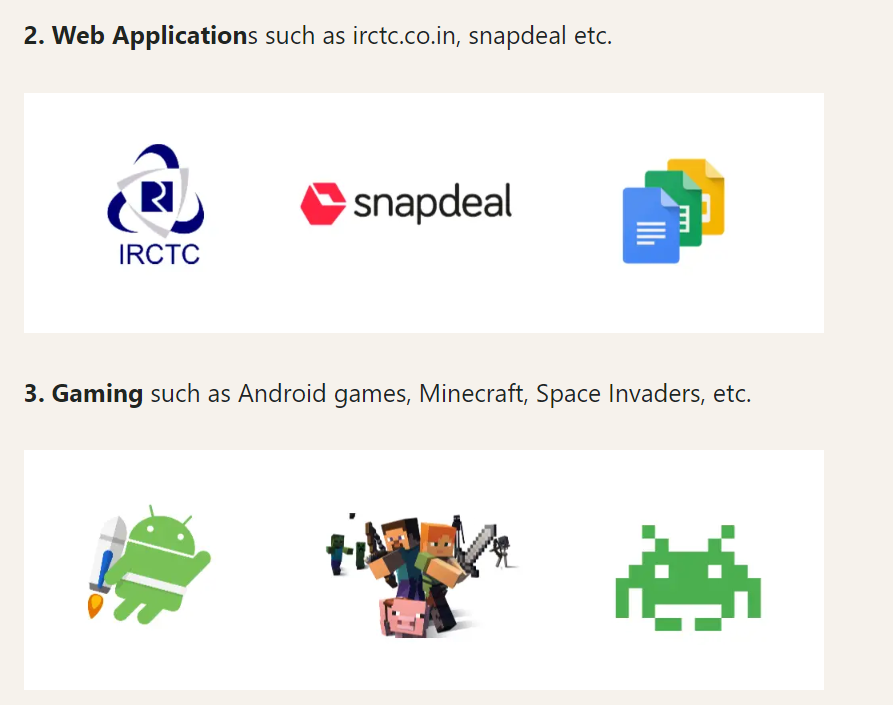 2. Web Applications such as irctc.co.in, snapdeal etc.
IRCTC
snapdeal
3. Gaming such as Android games, Minecraft, Space Invaders, etc.